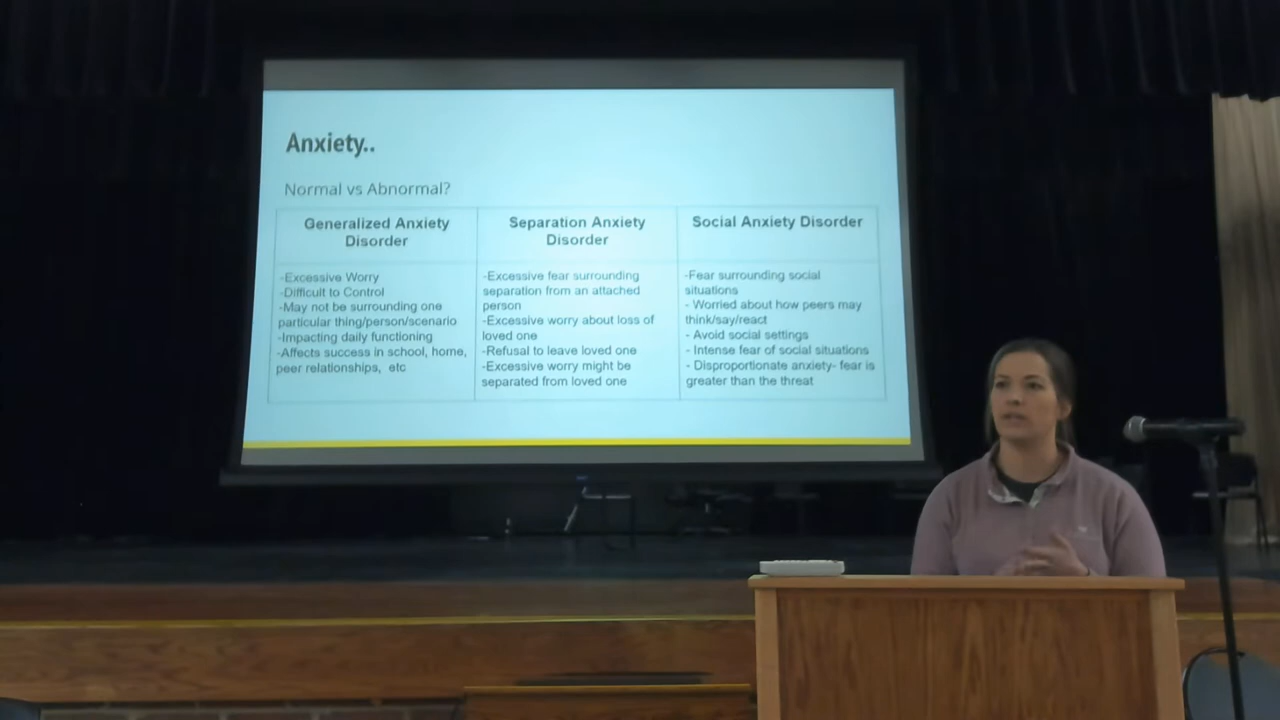 Anxiety..
Normal vs Abnormal?
Generalized Anxiety
Disorder
-Excessive Worry
-Difficult to Control
-May not be surrounding one
particular thing/person/scenario
-Impacting daily functioning
-Affects success in school, home,
peer relationships, etc
Separation Anxiety
Disorder
-Excessive fear surrounding
separation from an attached
person
-Excessive worry about loss of
loved one
-Refusal to leave loved one
-Excessive worry might be
separated from loved one
Social Anxiety Disorder
-Fear surrounding social
situations
- Worried about how peers may
think/say/react
- Avoid social settings
- Intense fear of social situations
- Disproportionate anxiety- fear is
greater than the threat